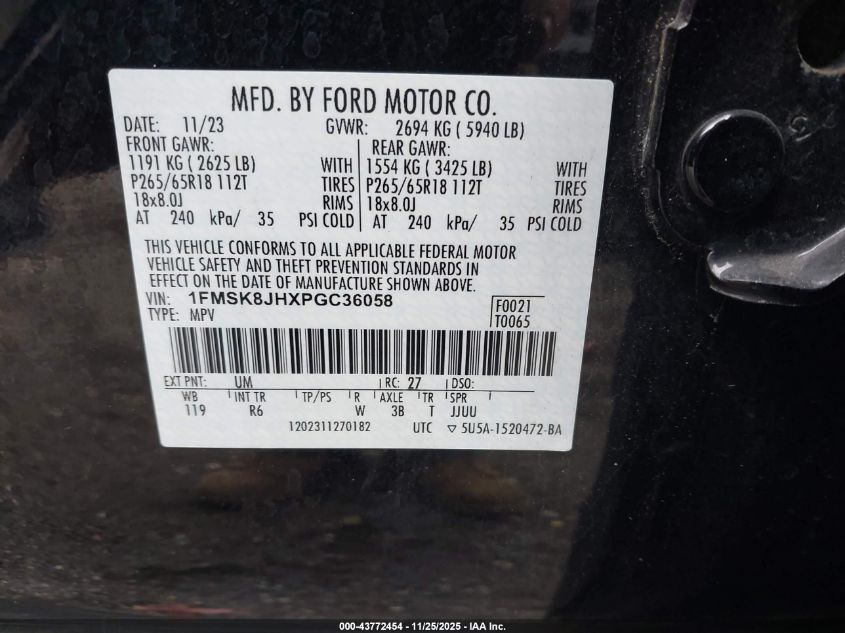 MFD. BY FORD MOTOR CO.
DATE: 11/23 GVWR: 2694 KG ( 5940 LB)
FRONT GAWR: REAR GAWR:
1191 KG ( 2625 LB) WITH 1554 KG ( 3425 LB) WITH
P265/65R18 112T TIRES P265/65R18 112T TIRES
18x8.0J RIMS 18x8.0J RIMS
AT 240 kPa/ 35 PSI COLD AT 240 kPa/ 35 PSI COLD
THIS VEHICLE CONFORMS TO ALL APPLICABLE FEDERAL MOTOR
VEHICLE SAFETY AND THEFT PREVENTION STANDARDS IN
EFFECT ON THE DATE OF MANUFACTURE SHOWN ABOVE.
VIN: 1FMSK8JHXPGC36058 F0021
TYPE: MPV T0065
EXT PNT: UM RC: 27 DSO:
WB INT TR TP/PS R AXLE TR SPR
119 R6 W 3B T JJUU
1202311270182 UTC ▽ 5U5A-1520472-BA
000-43772454 - 11/25/2025 - IAA Inc.